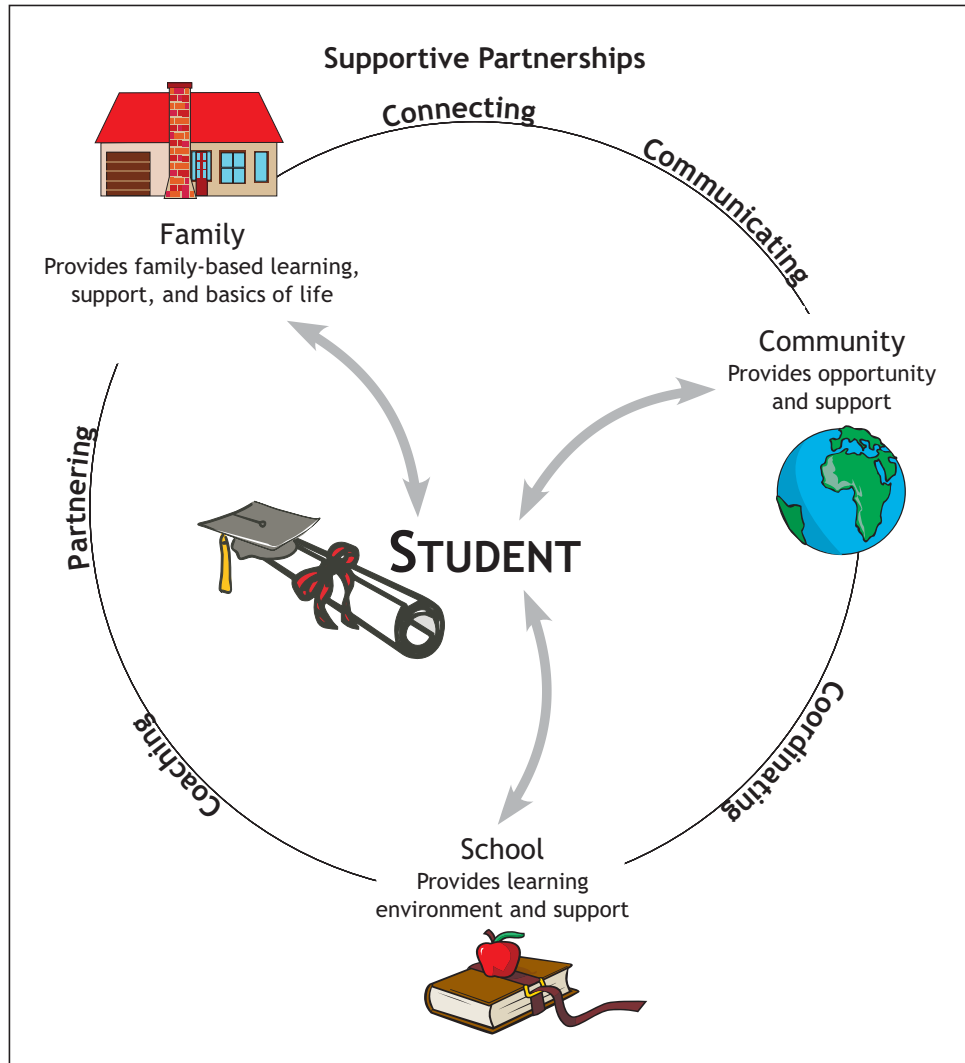 Supportive Partnerships
Connecting
Communicating
Family
Provides family-based learning,
support, and basics of life
Community
Provides opportunity
and support
Partnering
STUDENT
Coaching
Coordinating
School
Provides learning
environment and support